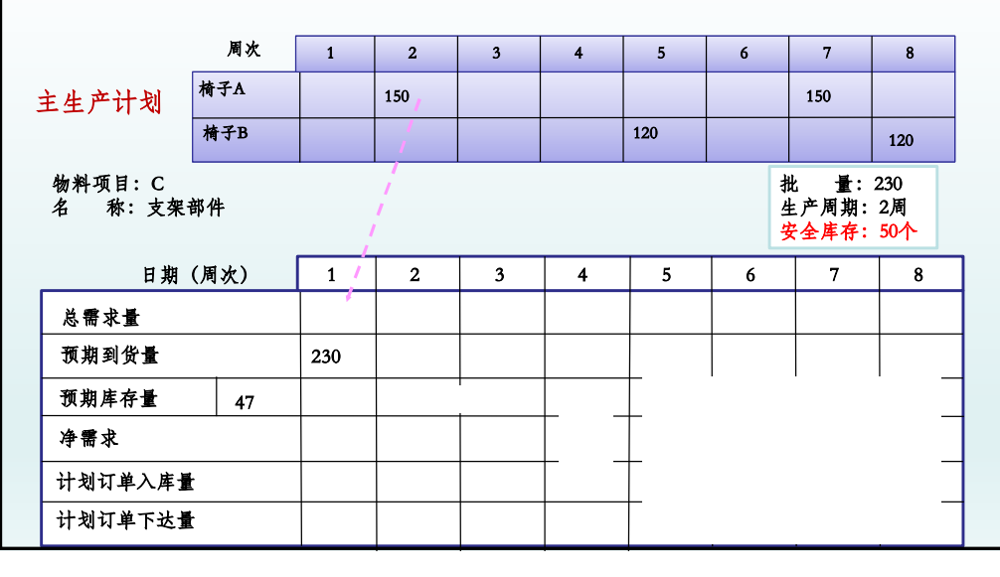 周次 1 2 3 4 5 6 7 8
主生产计划
椅子A 150 150
椅子B 120 120
物料项目：C
名 称：支架部件
批 量：230
生产周期：2周
安全库存：50个
日期（周次） 1 2 3 4 5 6 7 8
总需求量
预期到货量 230
预期库存量 47
净需求
计划订单入库量
计划订单下达量